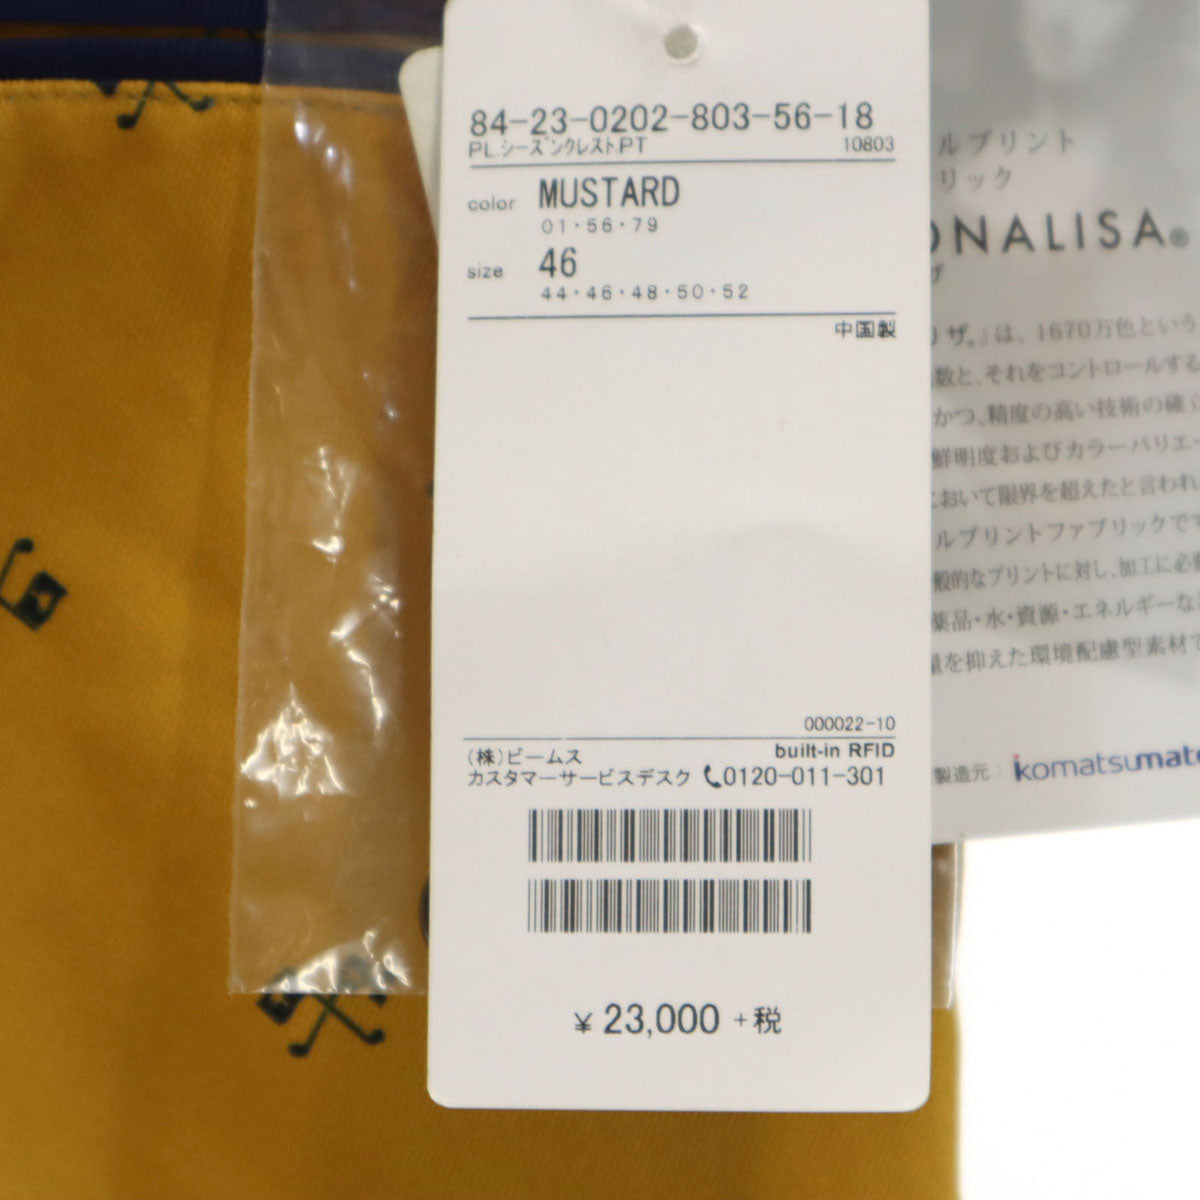 84-23-0202-803-56-18
PL.シーズンクレスト.PT 10803
color MUSTARD
01・56・79
size 46
44・46・48・50・52
中国製
000022-10
built-in RFID
(株)ビームス
カスタマーサービスデスク 0120-011-301
¥ 23,000 +税
ルプリント
リック
ONALISA®
ザ
リザ®』は、1670万色という
数と、それをコントロールする
かつ、精度の高い技術の確立
鮮明度およびカラーバリエー
において限界を超えたと言われ
ルプリントファブリックです
般的なプリントに対し、加工に必要
薬品・水・資源・エネルギーな
量を抑えた環境配慮型素材で
製造元: komatsumate